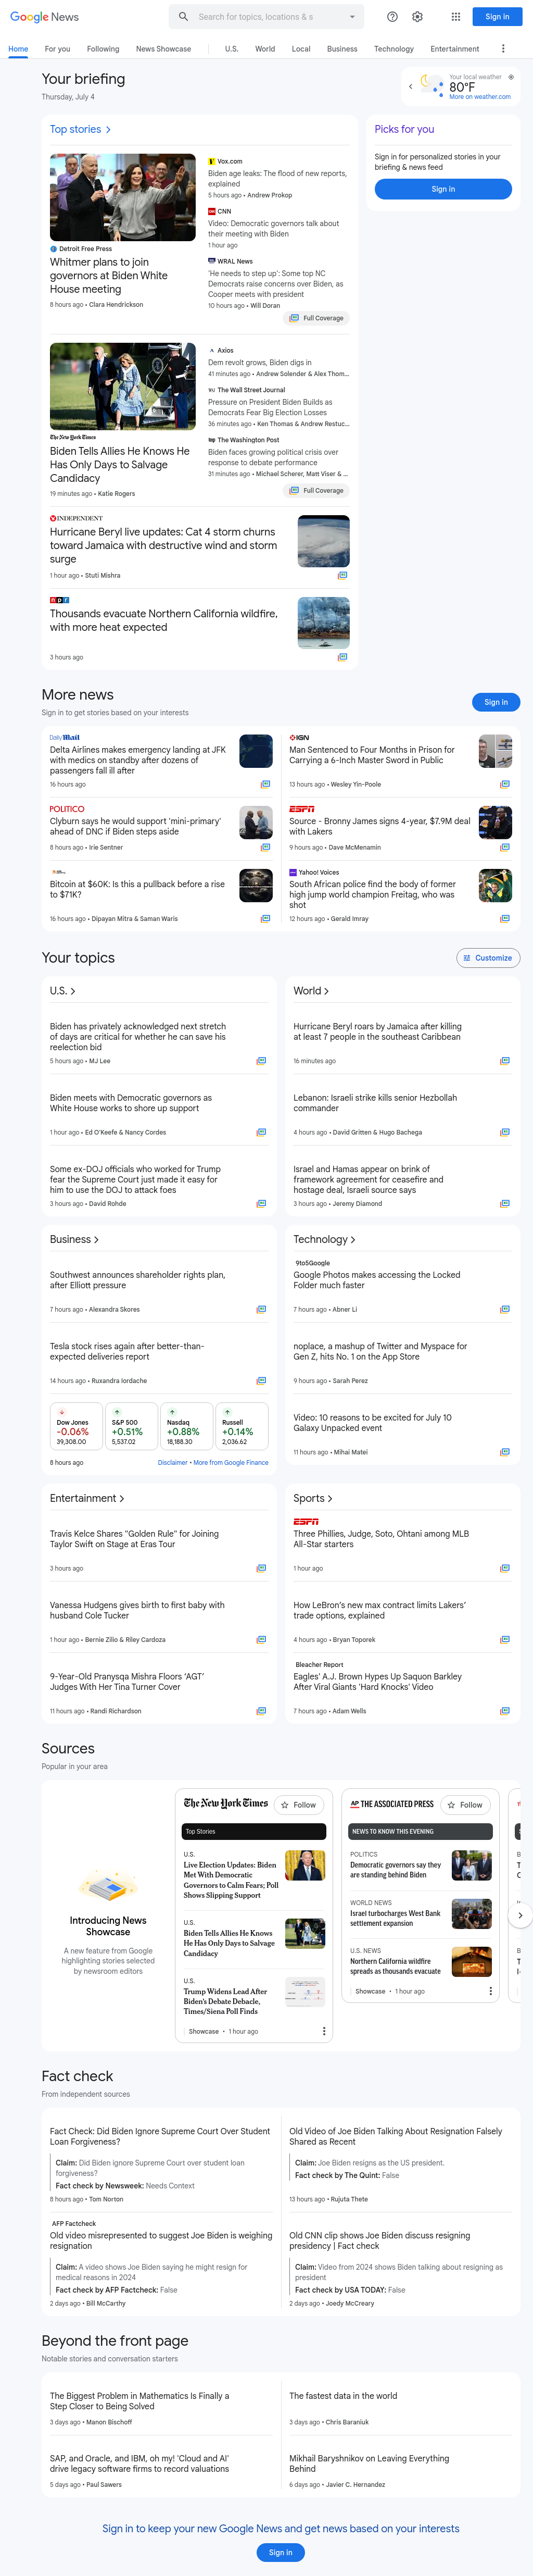 Google News
Search for topics, locations & s
Sign in
Home
For you
Following
News Showcase
U.S.
World
Local
Business
Technology
Entertainment
Your briefing
Thursday, July 4
Your local weather
80°F
More on weather.com
Top stories
Detroit Free Press
Whitmer plans to join
governors at Biden White
House meeting
8 hours ago • Clara Hendrickson
Vox.com
Biden age leaks: The flood of new reports,
explained
5 hours ago • Andrew Prokop
CNN
Video: Democratic governors talk about
their meeting with Biden
1 hour ago
WRAL News
'He needs to step up': Some top NC
Democrats raise concerns over Biden, as
Cooper meets with president
10 hours ago • Will Doran
Full Coverage
The New York Times
Biden Tells Allies He Knows He
Has Only Days to Salvage
Candidacy
19 minutes ago • Katie Rogers
Axios
Dem revolt grows, Biden digs in
41 minutes ago • Andrew Solender & Alex Thom...
The Wall Street Journal
Pressure on President Biden Builds as
Democrats Fear Big Election Losses
36 minutes ago • Ken Thomas & Andrew Restuc...
The Washington Post
Biden faces growing political crisis over
response to debate performance
31 minutes ago • Michael Scherer, Matt Viser & ...
Full Coverage
INDEPENDENT
Hurricane Beryl live updates: Cat 4 storm churns
toward Jamaica with destructive wind and storm
surge
1 hour ago • Stuti Mishra
npr
Thousands evacuate Northern California wildfire,
with more heat expected
3 hours ago
Picks for you
Sign in for personalized stories in your
briefing & news feed
Sign in
More news
Sign in to get stories based on your interests
Sign in
Daily Mail
Delta Airlines makes emergency landing at JFK
with medics on standby after dozens of
passengers fall ill after
16 hours ago
IGN
Man Sentenced to Four Months in Prison for
Carrying a 6-Inch Master Sword in Public
13 hours ago • Wesley Yin-Poole
POLITICO
Clyburn says he would support 'mini-primary'
ahead of DNC if Biden steps aside
8 hours ago • Irie Sentner
ESPN
Source - Bronny James signs 4-year, $7.9M deal
with Lakers
9 hours ago • Dave McMenamin
Bitcoin at $60K: Is this a pullback before a rise
to $71K?
16 hours ago • Dipayan Mitra & Saman Waris
Yahoo! Voices
South African police find the body of former
high jump world champion Freitag, who was
shot
12 hours ago • Gerald Imray
Your topics
Customize
U.S.
Biden has privately acknowledged next stretch
of days are critical for whether he can save his
reelection bid
5 hours ago • MJ Lee
Biden meets with Democratic governors as
White House works to shore up support
1 hour ago • Ed O'Keefe & Nancy Cordes
Some ex-DOJ officials who worked for Trump
fear the Supreme Court just made it easy for
him to use the DOJ to attack foes
3 hours ago • David Rohde
World
Hurricane Beryl roars by Jamaica after killing
at least 7 people in the southeast Caribbean
16 minutes ago
Lebanon: Israeli strike kills senior Hezbollah
commander
4 hours ago • David Gritten & Hugo Bachega
Israel and Hamas appear on brink of
framework agreement for ceasefire and
hostage deal, Israeli source says
3 hours ago • Jeremy Diamond
Business
Southwest announces shareholder rights plan,
after Elliott pressure
7 hours ago • Alexandra Skores
Tesla stock rises again after better-than-
expected deliveries report
14 hours ago • Ruxandra Iordache
Dow Jones
-0.06%
39,308.00
S&P 500
+0.51%
5,537.02
Nasdaq
+0.88%
18,188.30
Russell
+0.14%
2,036.62
8 hours ago
Disclaimer • More from Google Finance
Technology
9to5Google
Google Photos makes accessing the Locked
Folder much faster
7 hours ago • Abner Li
noplace, a mashup of Twitter and Myspace for
Gen Z, hits No. 1 on the App Store
9 hours ago • Sarah Perez
Video: 10 reasons to be excited for July 10
Galaxy Unpacked event
11 hours ago • Mihai Matei
Entertainment
Travis Kelce Shares "Golden Rule" for Joining
Taylor Swift on Stage at Eras Tour
3 hours ago
Vanessa Hudgens gives birth to first baby with
husband Cole Tucker
1 hour ago • Bernie Zilio & Riley Cardoza
9-Year-Old Pranysqa Mishra Floors ‘AGT’
Judges With Her Tina Turner Cover
11 hours ago • Randi Richardson
Sports
ESPN
Three Phillies, Judge, Soto, Ohtani among MLB
All-Star starters
1 hour ago
How LeBron's new max contract limits Lakers'
trade options, explained
4 hours ago • Bryan Toporek
Bleacher Report
Eagles' A.J. Brown Hypes Up Saquon Barkley
After Viral Giants 'Hard Knocks' Video
7 hours ago • Adam Wells
Sources
Popular in your area
Introducing News
Showcase
A new feature from Google
highlighting stories selected
by newsroom editors
The New York Times
Follow
Top Stories
U.S.
Live Election Updates: Biden
Met With Democratic
Governors to Calm Fears; Poll
Shows Slipping Support
U.S.
Biden Tells Allies He Knows
He Has Only Days to Salvage
Candidacy
U.S.
Trump Widens Lead After
Biden's Debate Debacle,
Times/Siena Poll Finds
Showcase • 1 hour ago
AP THE ASSOCIATED PRESS
Follow
NEWS TO KNOW THIS EVENING
POLITICS
Democratic governors say they
are standing behind Biden
WORLD NEWS
Israel turbocharges West Bank
settlement expansion
U.S. NEWS
Northern California wildfire
spreads as thousands evacuate
Showcase • 1 hour ago
Fact check
From independent sources
Fact Check: Did Biden Ignore Supreme Court Over Student
Loan Forgiveness?
Claim: Did Biden ignore Supreme Court over student loan
forgiveness?
Fact check by Newsweek: Needs Context
8 hours ago • Tom Norton
Old Video of Joe Biden Talking About Resignation Falsely
Shared as Recent
Claim: Joe Biden resigns as the US president.
Fact check by The Quint: False
13 hours ago • Rujuta Thete
AFP Factcheck
Old video misrepresented to suggest Joe Biden is weighing
resignation
Claim: A video shows Joe Biden saying he might resign for
medical reasons in 2024
Fact check by AFP Factcheck: False
2 days ago • Bill McCarthy
Old CNN clip shows Joe Biden discuss resigning
presidency | Fact check
Claim: Video from 2024 shows Biden talking about resigning as
president
Fact check by USA TODAY: False
2 days ago • Joedy McCreary
Beyond the front page
Notable stories and conversation starters
The Biggest Problem in Mathematics Is Finally a
Step Closer to Being Solved
3 days ago • Manon Bischoff
The fastest data in the world
3 days ago • Chris Baraniuk
SAP, and Oracle, and IBM, oh my! 'Cloud and AI'
drive legacy software firms to record valuations
5 days ago • Paul Sawers
Mikhail Baryshnikov on Leaving Everything
Behind
6 days ago • Javier C. Hernandez
Sign in to keep your new Google News and get news based on your interests
Sign in